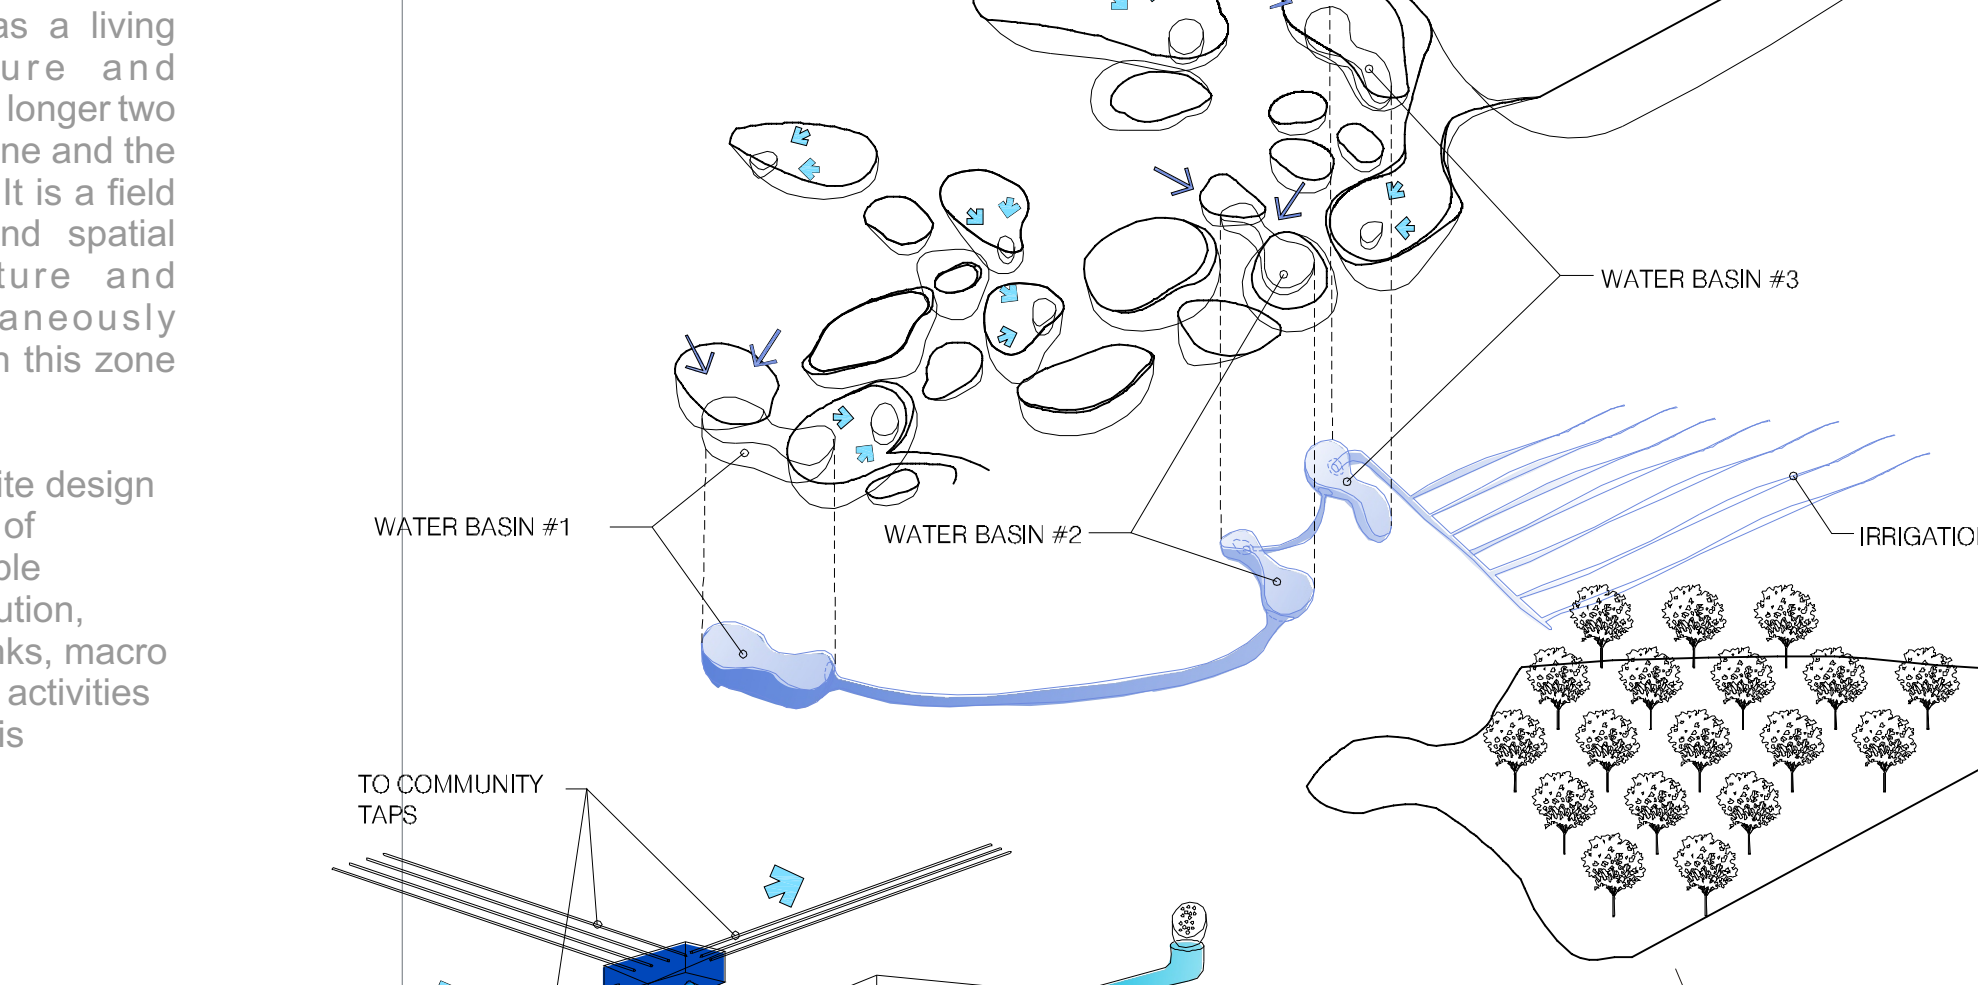 as a living
ure and
longer two
ne and the
It is a field
nd spatial
ture and
aneously
n this zone
ite design
of
ole
ution,
nks, macro
activities
is
WATER BASIN #3
WATER BASIN #1
WATER BASIN #2
IRRIGATIO
TO COMMUNITY
TAPS